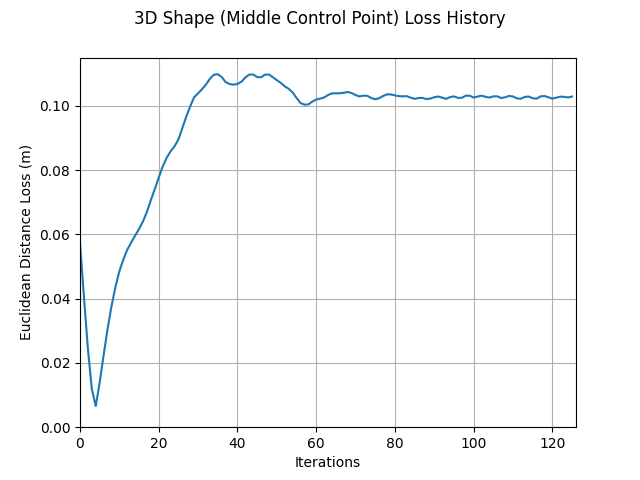 3D Shape (Middle Control Point) Loss History
Euclidean Distance Loss (m)
0.10
0.08
0.06
0.04
0.02
0.00
0 20 40 60 80 100 120
Iterations